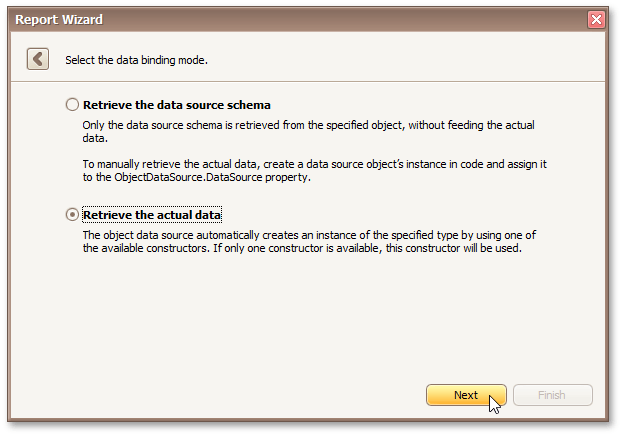 Report Wizard
Select the data binding mode.
Retrieve the data source schema
Only the data source schema is retrieved from the specified object, without feeding the actual
data.
To manually retrieve the actual data, create a data source object's instance in code and assign it
to the ObjectDataSource.DataSource property.
Retrieve the actual data
The object data source automatically creates an instance of the specified type by using one of
the available constructors. If only one constructor is available, this constructor will be used.
Next
Finish